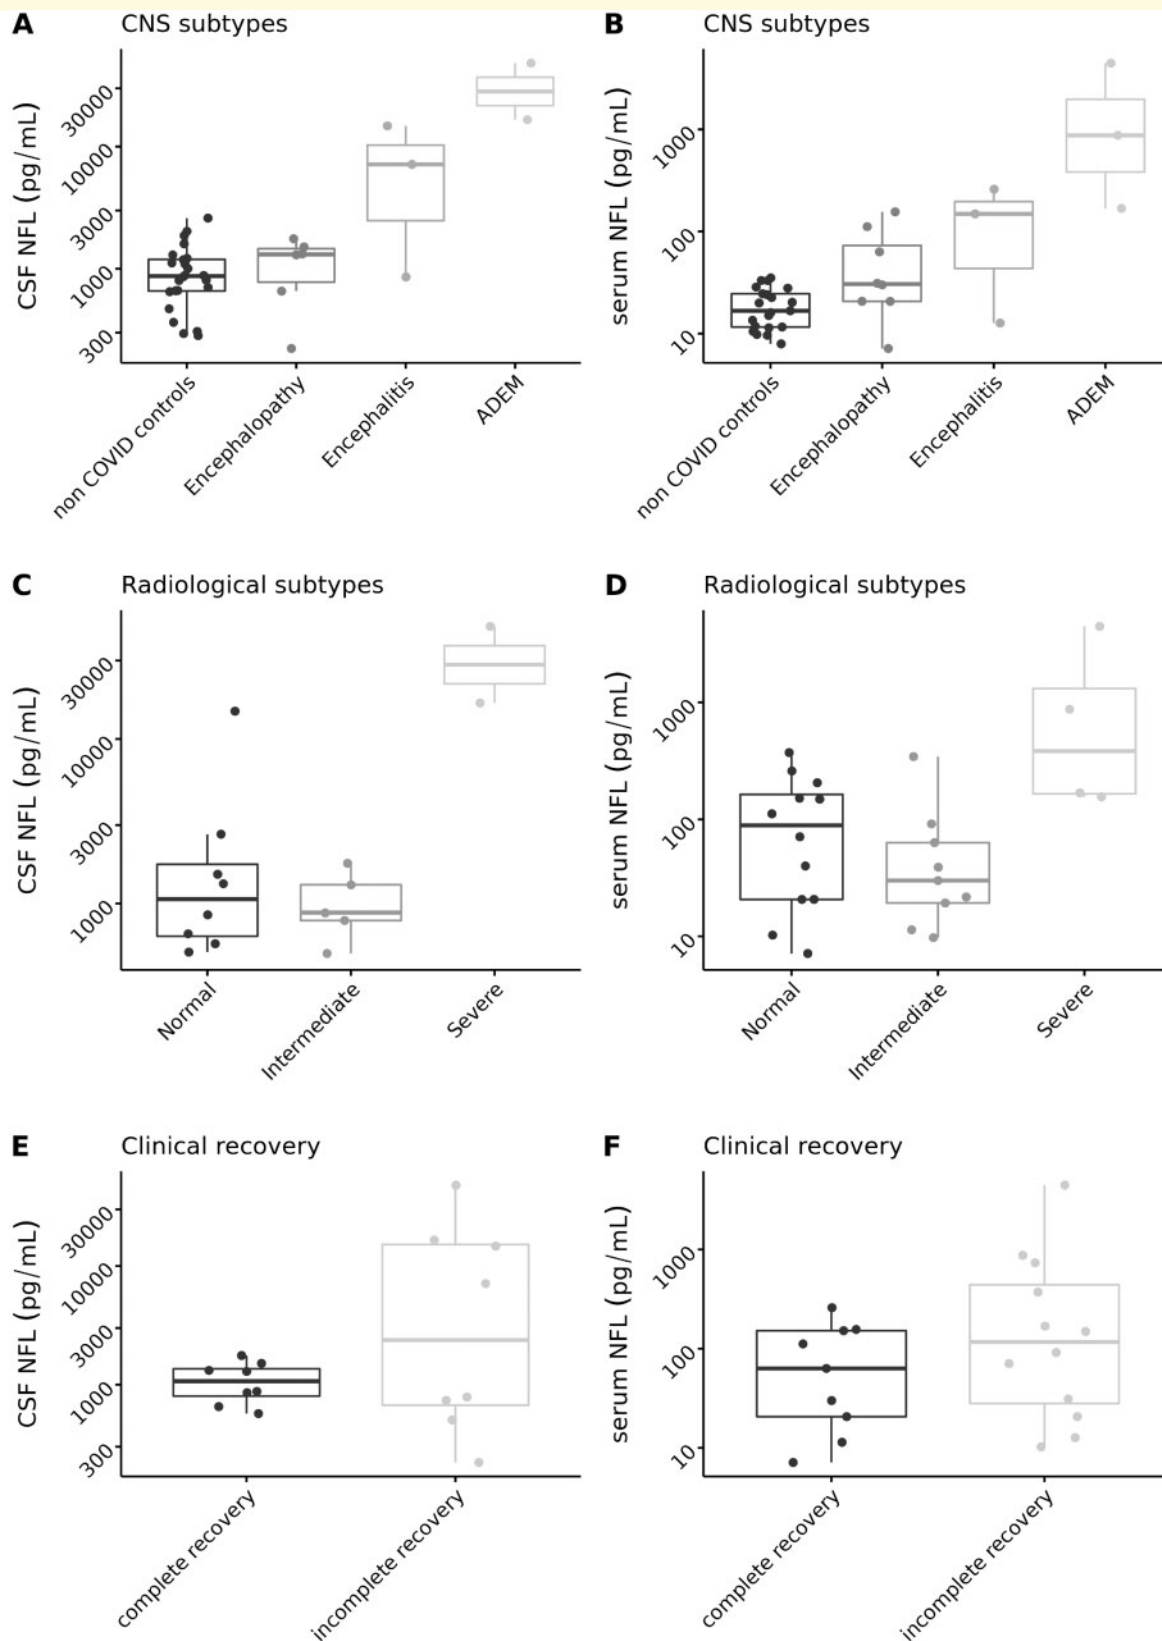 A CNS subtypes
CSF NFL (pg/mL)
30000
10000
3000
1000
300
non COVID controls
Encephalopathy
Encephalitis
ADEM
B CNS subtypes
serum NFL (pg/mL)
1000
100
10
non COVID controls
Encephalopathy
Encephalitis
ADEM
C Radiological subtypes
CSF NFL (pg/mL)
30000
10000
3000
1000
Normal
Intermediate
Severe
D Radiological subtypes
serum NFL (pg/mL)
1000
100
10
Normal
Intermediate
Severe
E Clinical recovery
CSF NFL (pg/mL)
30000
10000
3000
1000
300
complete recovery
incomplete recovery
F Clinical recovery
serum NFL (pg/mL)
1000
100
10
complete recovery
incomplete recovery